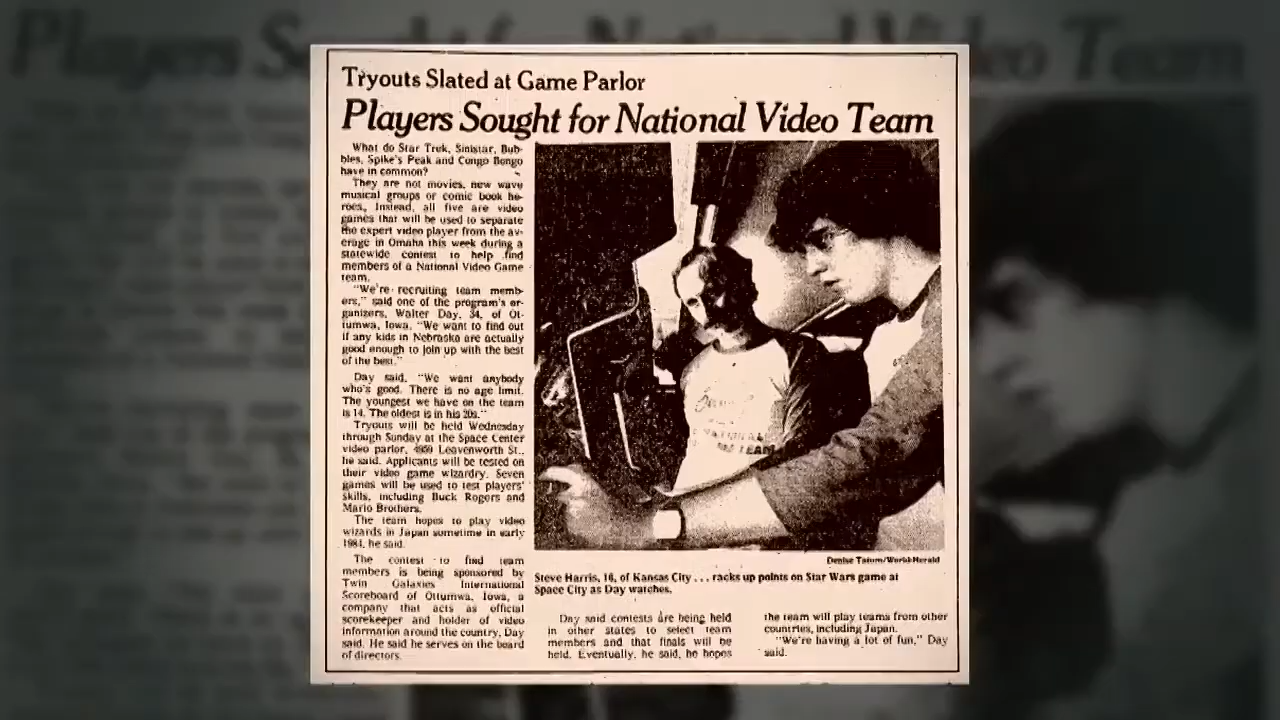 Tryouts Slated at Game Parlor
Players Sought for National Video Team
What do Star Trek, Sinistar, Bub-
bles, Spike's Peak and Congo Bongo
have in common?
They are not movies, new wave
musical groups or comic book he-
roes. Instead, all five are video
games that will be used to separate
the expert video player from the av-
erage in Omaha this week during a
statewide contest to help find
members of a National Video Game
team.
"We're recruiting team memb-
ers," said one of the program's or-
ganizers, Walter Day, 34, of Ot-
tumwa, Iowa. "We want to find out
if any kids in Nebraska are actually
good enough to join up with the best
of the best."
Day said, "We want anybody
who's good. There is no age limit.
The youngest we have on the team
is 14. The oldest is in his 20s."
Tryouts will be held Wednesday
through Sunday at the Space Center
video parlor, Leavenworth St.,
he said. Applicants will be tested on
their video game wizardry. Seven
games will be used to test players'
skills, including Buck Rogers and
Mario Brothers.
The team hopes to play video
wizards in Japan sometime in early
1984, he said.
The contest to find team
members is being sponsored by
Twin Galaxies International
Scoreboard of Ottumwa, Iowa, a
company that acts as official
scorekeeper and holder of video
information around the country, Day
said. He said he serves on the board
of directors.
NATIONAL
TEAM
Denise Tatum/World-Herald
Steve Harris, 18, of Kansas City . . . racks up points on Star Wars game at
Space City as Day watches.
Day said contests are being held
in other states to select team
members and that finals will be
held. Eventually, he said, he hopes
the team will play teams from other
countries, including Japan.
"We're having a lot of fun," Day
said.